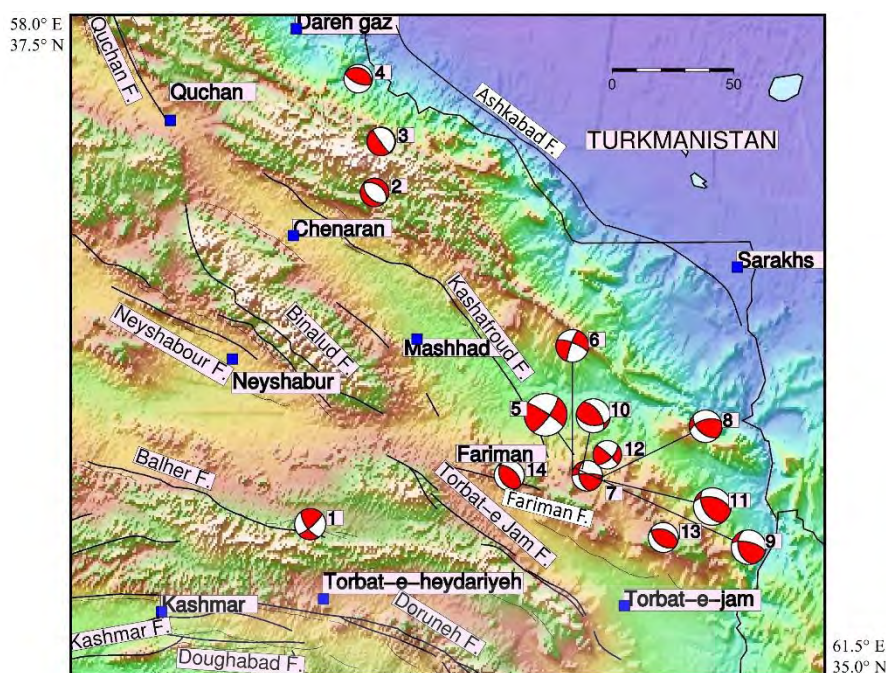 58.0° E
37.5° N
Dareh gaz
Quchan F.
4
Ashkabad F.
0
50
Quchan
3
TURKMANISTAN
2
Chenaran
Sarakhs
Kashafroud F.
Binalud F.
Neyshabour F.
Mashhad
6
Neyshabur
5
10
8
Fariman
12
Balher F.
14
7
Torbat-e Jam F.
Fariman F.
11
1
13
9
Torbat-e-heydariyeh
Kashmar
Torbat-e-jam
Doruneh F.
Kashmar F.
Doughabad F.
61.5° E
35.0° N